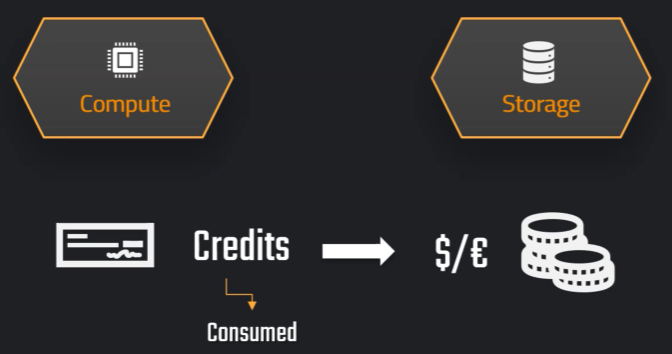 Compute
Storage
Credits
$/€
Consumed